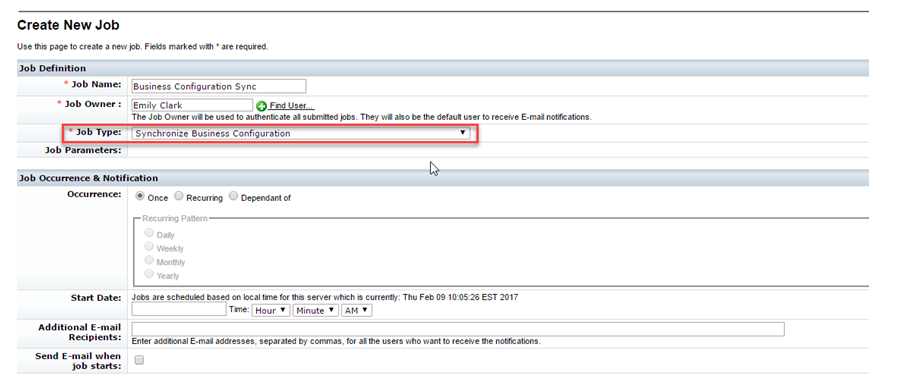 Create New Job
Use this page to create a new job. Fields marked with * are required.
Job Definition
* Job Name: Business Configuration Sync
* Job Owner : Emily Clark Find User...
The Job Owner will be used to authenticate all submitted jobs. They will also be the default user to receive E-mail notifications.
* Job Type: Synchronize Business Configuration
Job Parameters:
Job Occurrence & Notification
Occurrence: Once Recurring Dependant of
Recurring Pattern
Daily
Weekly
Monthly
Yearly
Start Date: Jobs are scheduled based on local time for this server which is currently: Thu Feb 09 10:05:26 EST 2017
Time: Hour Minute AM
Additional E-mail
Recipients:
Enter additional E-mail addresses, separated by commas, for all the users who want to receive the notifications.
Send E-mail when
job starts: